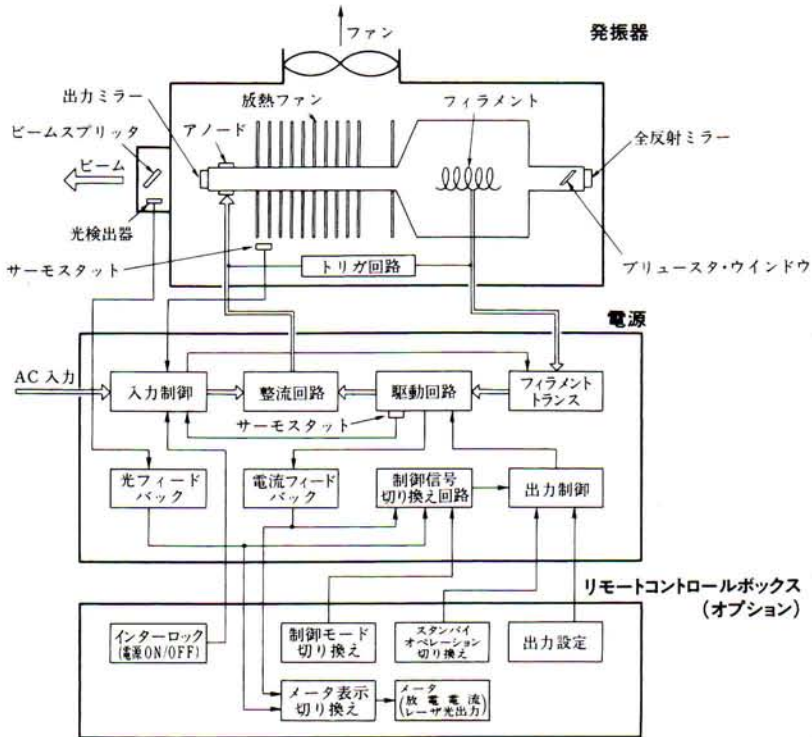 ファン
発振器
出力ミラー
放熱ファン
フィラメント
ビームスプリッタ
アノード
全反射ミラー
ビーム
光検出器
サーモスタット
トリガ回路
ブリュースタ・ウインドウ
電源
AC 入力
入力制御
整流回路
駆動回路
フィラメント
トランス
サーモスタット
光フィード
バック
電流フィード
バック
制御信号
切り換え回路
出力制御
リモートコントロールボックス
(オプション)
インターロック
(電源ON/OFF)
制御モード
切り換え
スタンバイ
オペレーション
切り換え
出力設定
メータ表示
切り換え
メータ
(放電電流
レーザ光出力)